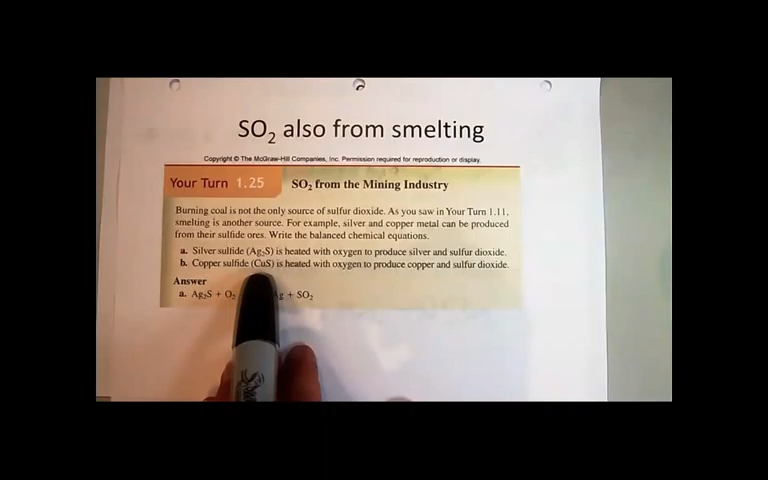 SO₂ also from smelting
Copyright © The McGraw-Hill Companies, Inc. Permission required for reproduction or display.
Your Turn 1.25 SO₂ from the Mining Industry
Burning coal is not the only source of sulfur dioxide. As you saw in Your Turn 1.11,
smelting is another source. For example, silver and copper metal can be produced
from their sulfide ores. Write the balanced chemical equations.
a. Silver sulfide (Ag₂S) is heated with oxygen to produce silver and sulfur dioxide.
b. Copper sulfide (CuS) is heated with oxygen to produce copper and sulfur dioxide.
Answer
a. Ag₂S + O₂ Ag + SO₂